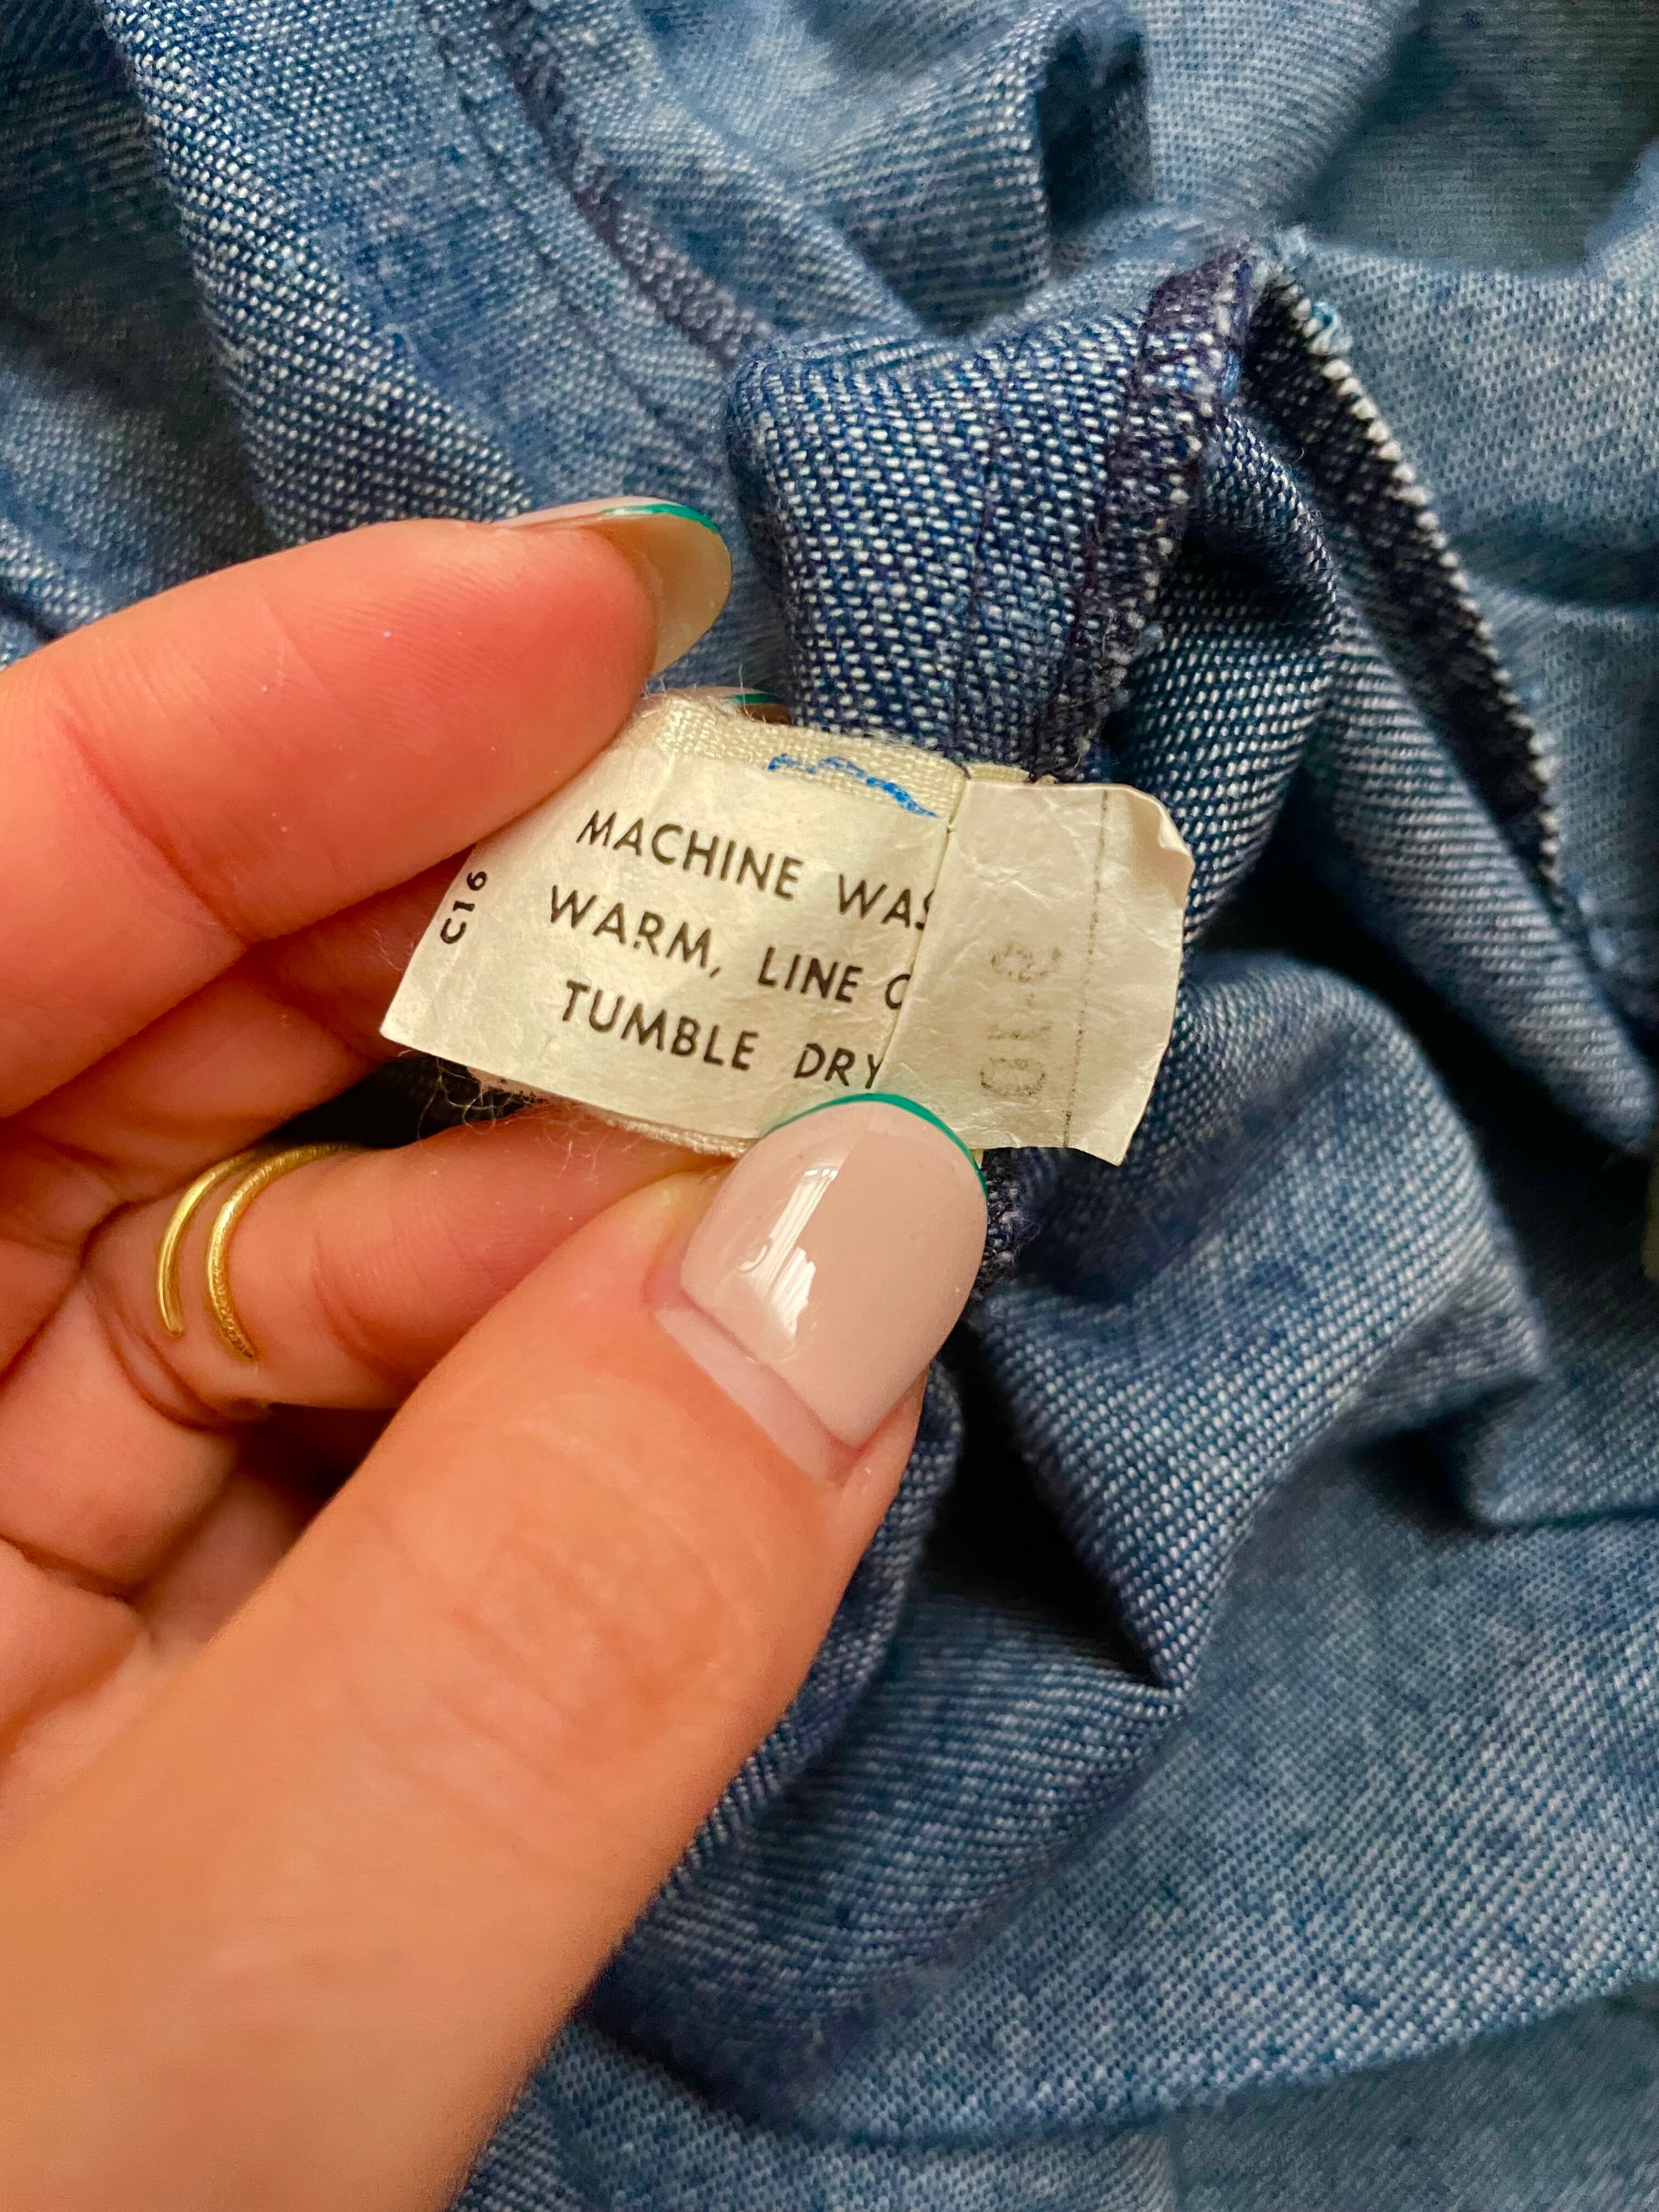 MACHINE WAS
WARM, LINE O
TUMBLE DRY
C16